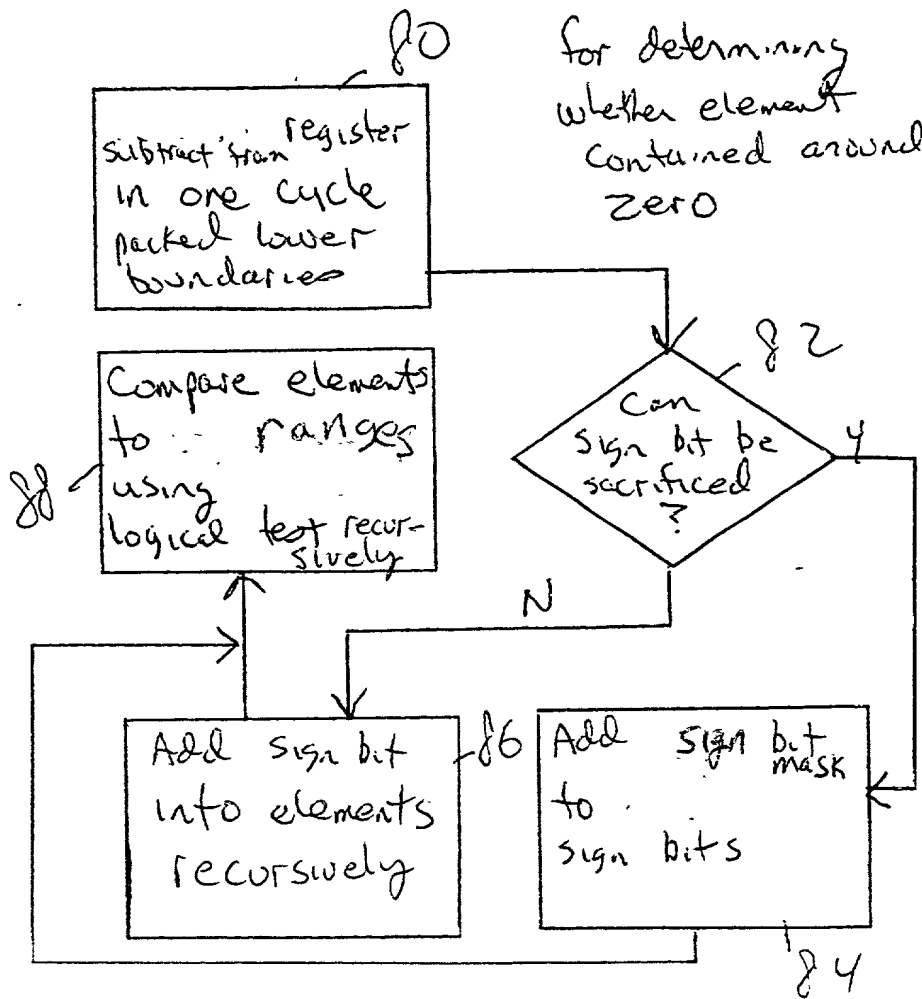 80
for determining
whether element
contained around
zero
subtract from register
in one cycle
packed lower
boundaries
82
Can
sign bit be
sacrificed
?
Y
N
88
Compare elements
to ranges
using
logical test recur-
sively
86
Add sign bit
into elements
recursively
Add sign bit
mask
to
sign bits
84